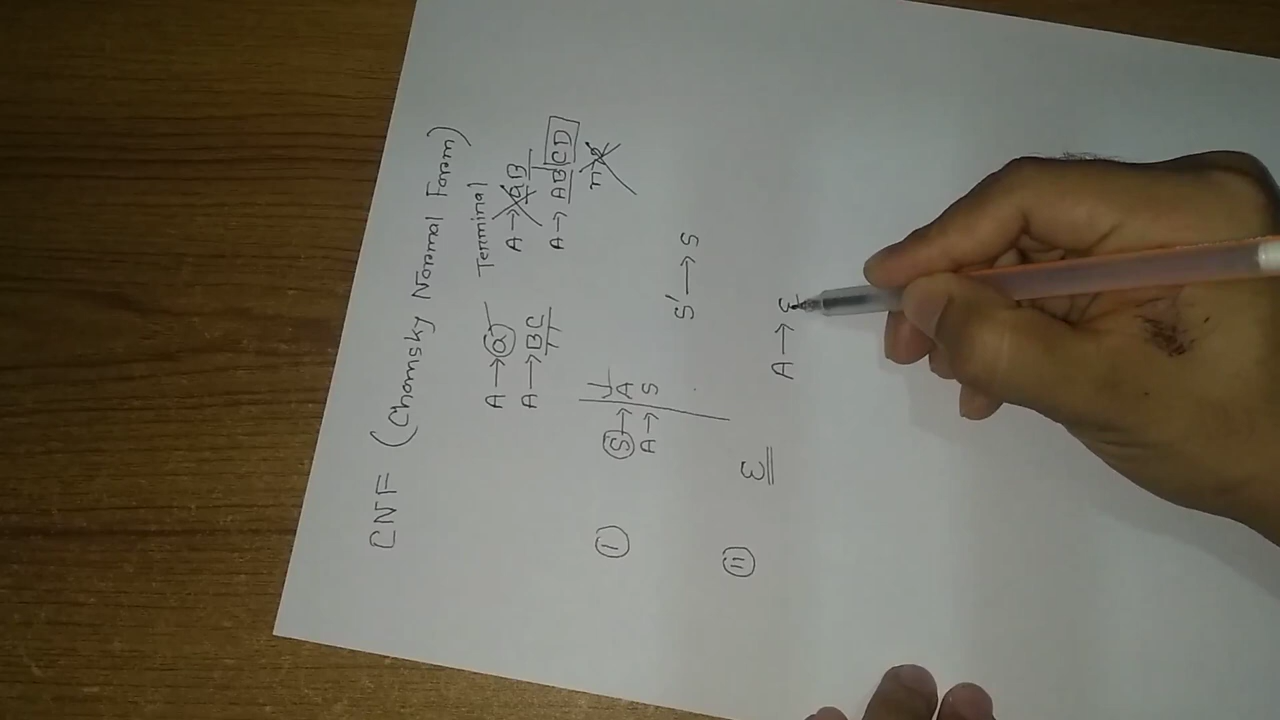 CNF (Chomsky Normal Form)
Terminal
A → a A → aB
A → BC A → ABCD
(I) S → A
A → S
S' → S
(II) ε
A → ε